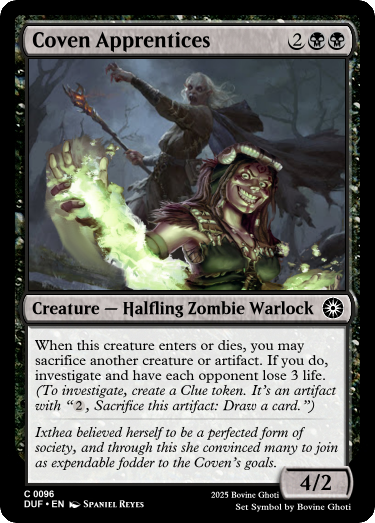 Coven Apprentices 2
Creature — Halfling Zombie Warlock
When this creature enters or dies, you may
sacrifice another creature or artifact. If you do,
investigate and have each opponent lose 3 life.
(To investigate, create a Clue token. It's an artifact
with “2, Sacrifice this artifact: Draw a card.”)
Ixthea believed herself to be a perfected form of
society, and through this she convinced many to join
as expendable fodder to the Coven's goals.
4/2
C 0096
DUF • EN SPANIEL REYES
2025 Bovine Ghoti
Set Symbol by Bovine Ghoti